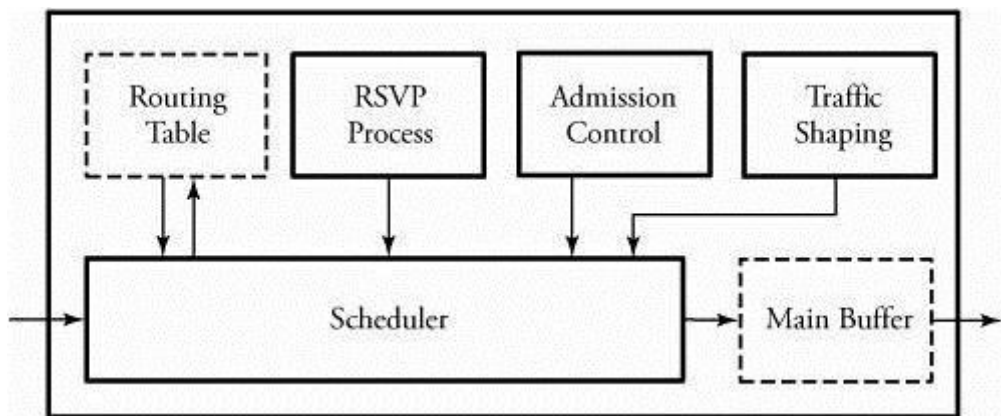 Routing
Table
RSVP
Process
Admission
Control
Traffic
Shaping
Scheduler
Main Buffer